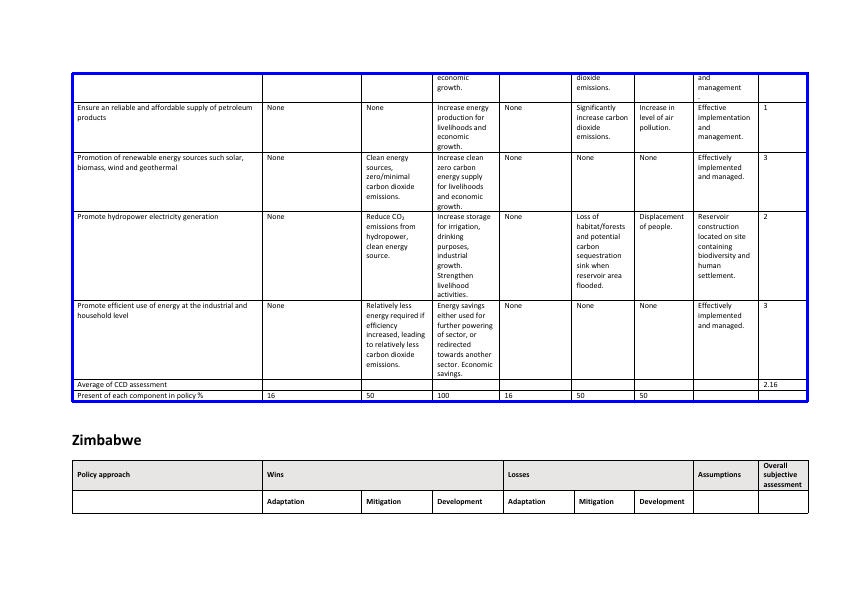 economic
growth.
dioxide
emissions.
and
management
.
Ensure an reliable and affordable supply of petroleum
products
None
None
Increase energy
production for
livelihoods and
economic
growth.
None
Significantly
increase carbon
dioxide
emissions.
Increase in
level of air
pollution.
Effective
implementation
and
management.
1
Promotion of renewable energy sources such solar,
biomass, wind and geothermal
None
Clean energy
sources,
zero/minimal
carbon dioxide
emissions.
Increase clean
zero carbon
energy supply
for livelihoods
and economic
growth.
None
None
None
Effectively
implemented
and managed.
3
Promote hydropower electricity generation
None
Reduce CO₂
emissions from
hydropower,
clean energy
source.
Increase storage
for irrigation,
drinking
purposes,
industrial
growth.
Strengthen
livelihood
activities.
None
Loss of
habitat/forests
and potential
carbon
sequestration
sink when
reservoir area
flooded.
Displacement
of people.
Reservoir
construction
located on site
containing
biodiversity and
human
settlement.
2
Promote efficient use of energy at the industrial and
household level
None
Relatively less
energy required if
efficiency
increased, leading
to relatively less
carbon dioxide
emissions.
Energy savings
either used for
further powering
of sector, or
redirected
towards another
sector. Economic
savings.
None
None
None
Effectively
implemented
and managed.
3
Average of CCD assessment
2.16
Present of each component in policy %
16
50
100
16
50
50
Zimbabwe
Policy approach
Wins
Losses
Assumptions
Overall
subjective
assessment
Adaptation
Mitigation
Development
Adaptation
Mitigation
Development